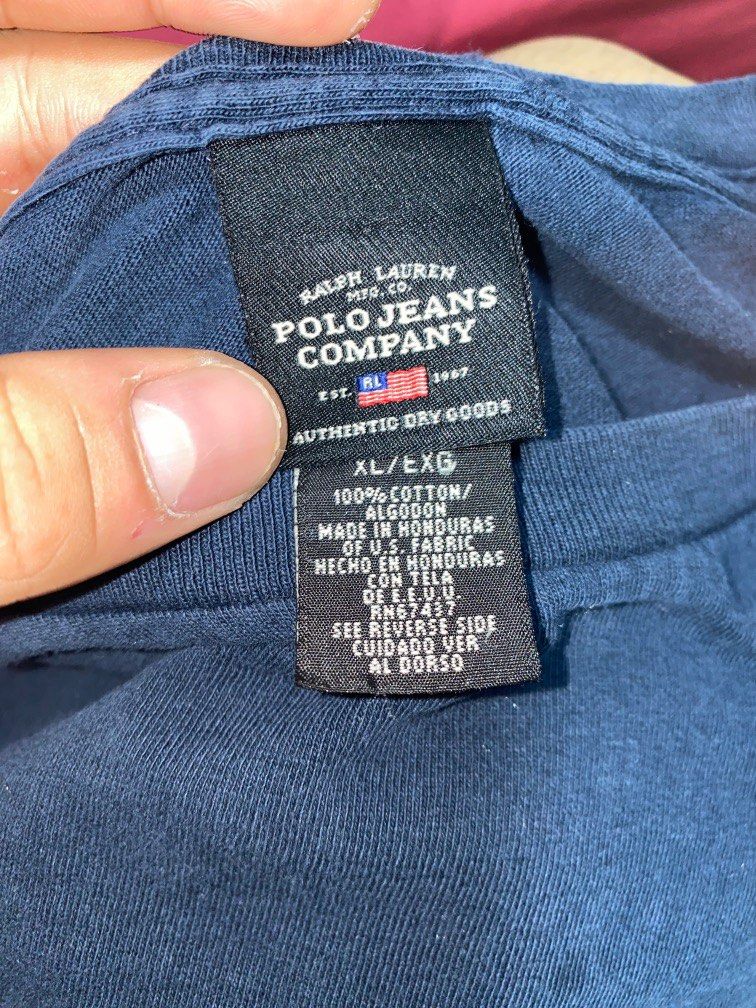 RALPH LAUREN
MFG. CO.
POLO JEANS
COMPANY
EST. RL 1967
AUTHENTIC DRY GOODS
XL/EXG
100% COTTON/
ALGODON
MADE IN HONDURAS
OF U.S. FABRIC
HECHO EN HONDURAS
CON TELA
DE E.E.U.U.
RN67437
SEE REVERSE SIDE
CUIDADO VER
AL DORSO